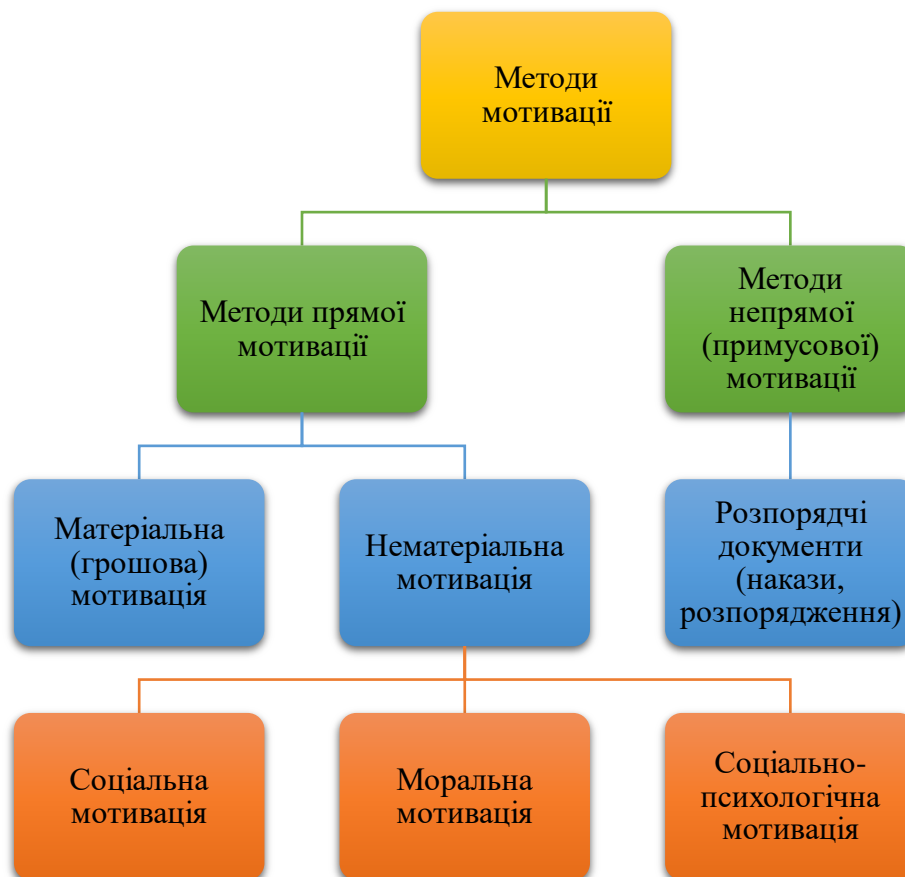 Методи
мотивації
Методи прямої
мотивації
Методи
непрямої
(примусової)
мотивації
Матеріальна
(грошова)
мотивація
Нематеріальна
мотивація
Розпорядчі
документи
(накази,
розпорядження)
Соціальна
мотивація
Моральна
мотивація
Соціально-
психологічна
мотивація